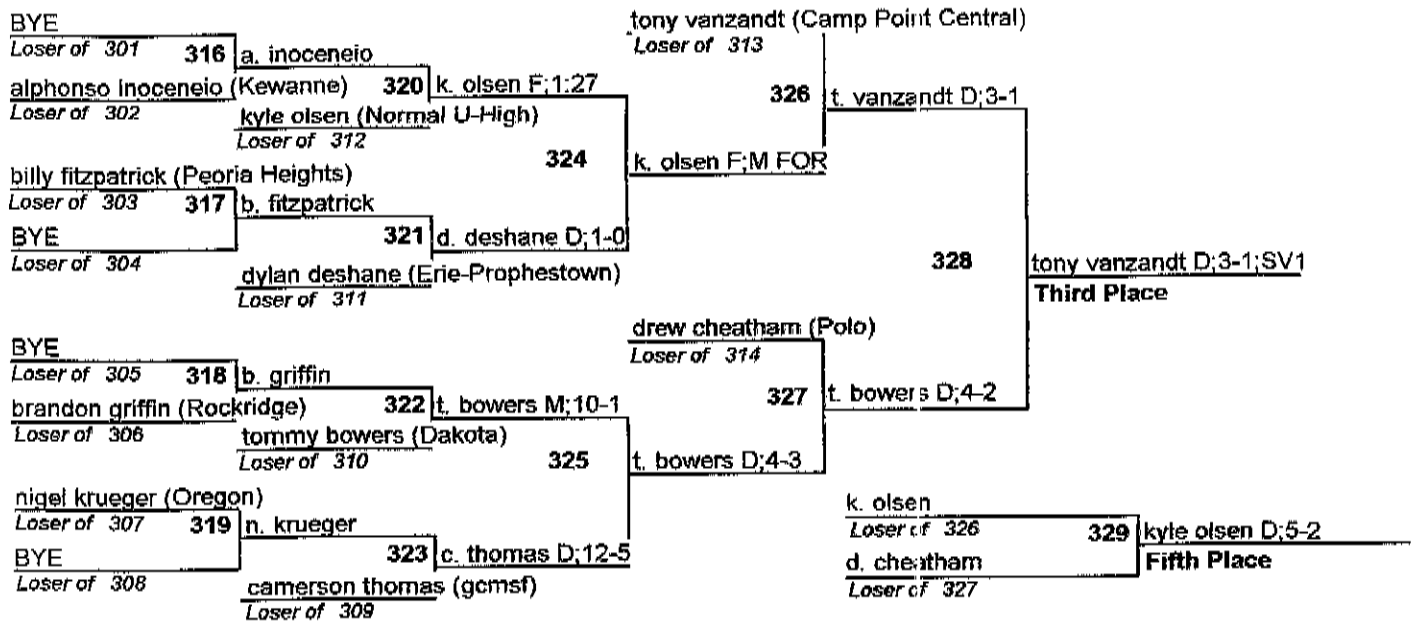 BYE
Loser of 301
316 a. inoceneio
alphonso inoceneio (Kewanne)
Loser of 302
320 k. olsen F;1:27
kyle olsen (Normal U-High)
Loser of 312
324 k. olsen F;M FOR
billy fitzpatrick (Peoria Heights)
Loser of 303
317 b. fitzpatrick
BYE
Loser of 304
321 d. deshane D;1-0
dylan deshane (Erie-Prophestown)
Loser of 311
tony vanzandt (Camp Point Central)
Loser of 313
326 t. vanzandt D;3-1
328 tony vanzandt D;3-1;SV1
Third Place
BYE
Loser of 305
318 b. griffin
brandon griffin (Rockridge)
Loser of 306
322 t. bowers M;10-1
tommy bowers (Dakota)
Loser of 310
325 t. bowers D;4-3
nigel krueger (Oregon)
Loser of 307
319 n. krueger
BYE
Loser of 308
323 c. thomas D;12-5
camerson thomas (gcmsf)
Loser of 309
drew cheatham (Polo)
Loser of 314
327 t. bowers D;4-2
k. olsen
Loser of 326
329 kyle olsen D;5-2
d. cheatham
Fifth Place
Loser of 327